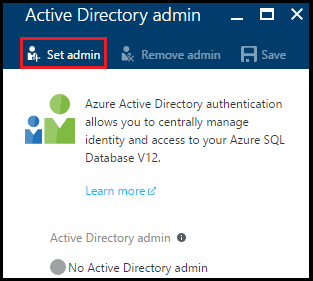 Active Directory admin
Set admin
Remove admin
Save
Azure Active Directory authentication
allows you to centrally manage
identity and access to your Azure SQL
Database V12.
Learn more
Active Directory admin
No Active Directory admin